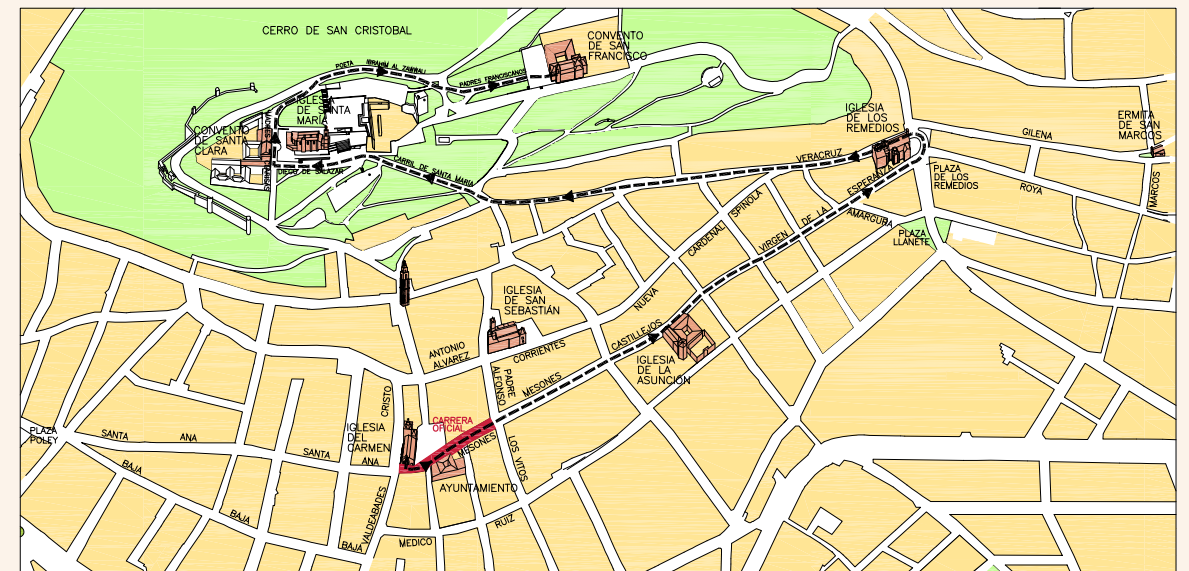 CERRO DE SAN CRISTOBAL
CONVENTO
DE SAN
FRANCISCO
POETA IBRAHIM AL ZAWWALI
PADRES FRANCISCANOS
IGLESIA
DE SANTA
MARÍA
CONVENTO
DE SANTA
CLARA
IGLESIA
DE LOS
REMEDIOS
ERMITA
DE SAN
MARCOS
GILENA
DIEGO DE SALAZAR
CARRIL DE SANTA MARIA
VERACRUZ
ESPERANZA
PLAZA
DE LOS
REMEDIOS
ROYA
MARCOS
SPINOLA
CARDENAL
DE LA
VIRGEN
AMARGURA
PLAZA
LLANETE
IGLESIA
DE SAN
SEBASTIÁN
NUEVA
CASTILLEJOS
ANTONIO
ALVAREZ
CORRIENTES
IGLESIA
DE LA
ASUNCIÓN
PADRE
ALFONSO
MESONES
CRISTO
CARRERA
OFICIAL
IGLESIA
DEL
CARMEN
MESONES
PLAZA
POLEY
SANTA ANA
SANTA ANA
LOS VITOS
BAJA
AYUNTAMIENTO
BAJA
VALDEABADES
RUIZ
BAJA
MEDICO